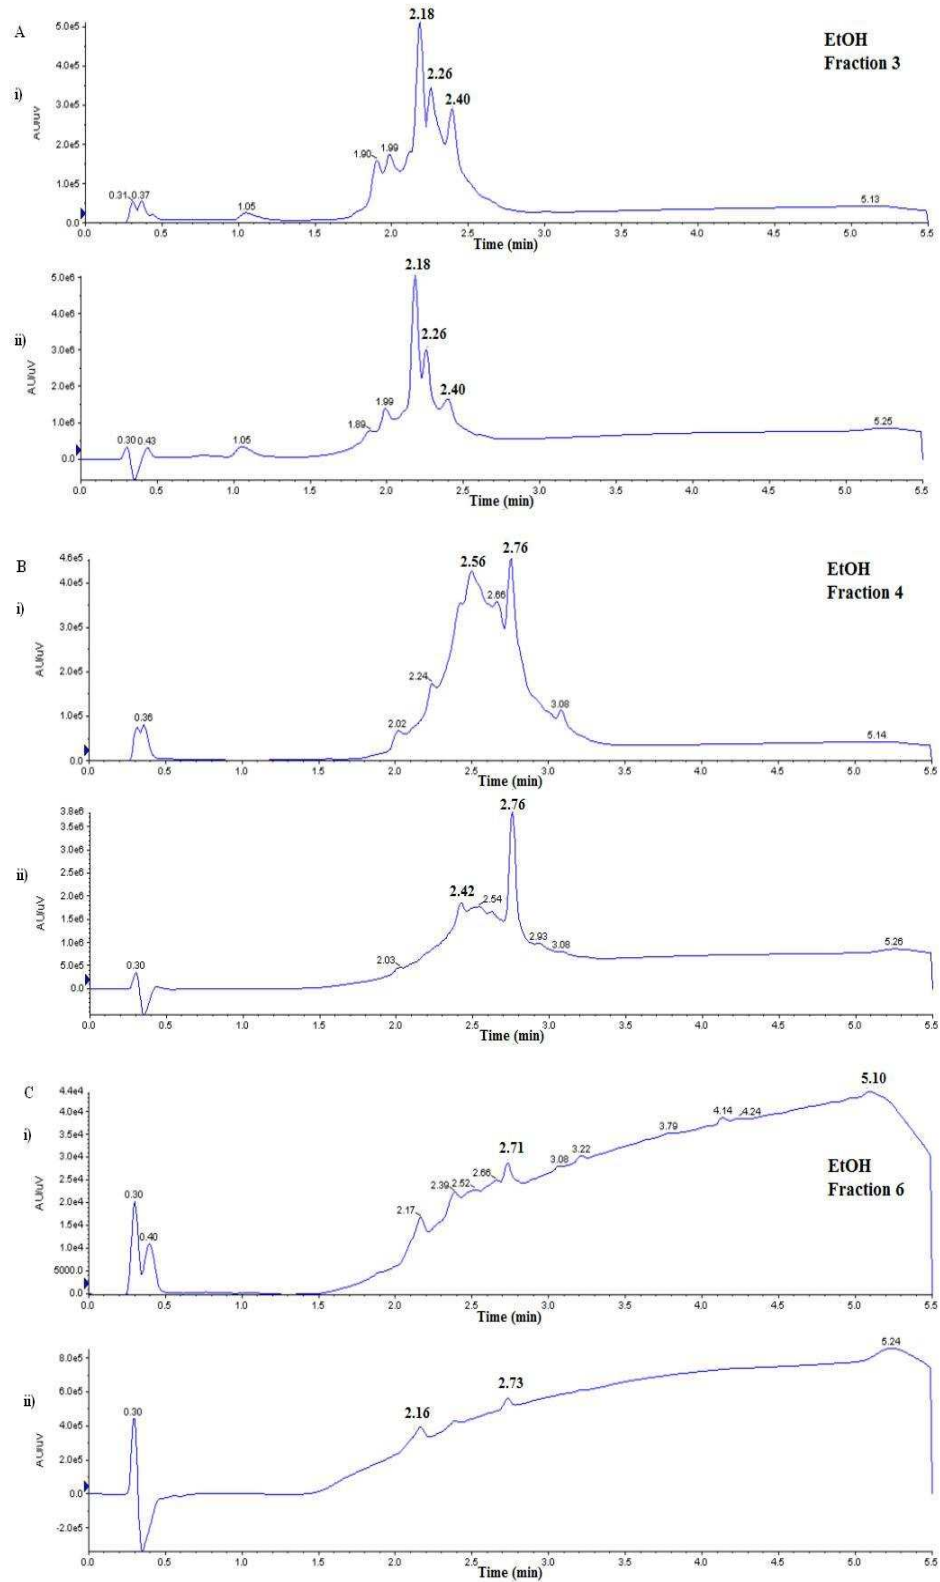 A
EtOH
Fraction 3
i)
AU/uV
5.0e5
4.0e5
3.0e5
2.0e5
1.0e5
0.0
0.31 0.37 1.05 1.90 1.99 2.18 2.26 2.40 5.13
0.0 0.5 1.0 1.5 2.0 2.5 3.0 3.5 4.0 4.5 5.0 5.5
Time (min)
ii)
AU/uV
5.0e6
4.0e6
3.0e6
2.0e6
1.0e6
0.0
0.30 0.43 1.05 1.89 1.99 2.18 2.26 2.40 5.25
0.0 0.5 1.0 1.5 2.0 2.5 3.0 3.5 4.0 4.5 5.0 5.5
Time (min)
B
EtOH
Fraction 4
i)
AU/uV
4.6e5
4.0e5
3.0e5
2.0e5
1.0e5
0.0
0.36 2.02 2.24 2.56 2.66 2.76 3.08 5.14
0.0 0.5 1.0 1.5 2.0 2.5 3.0 3.5 4.0 4.5 5.0 5.5
Time (min)
ii)
AU/uV
3.8e6
3.5e6
3.0e6
2.5e6
2.0e6
1.5e6
1.0e6
5.0e5
0.0
0.30 2.03 2.42 2.54 2.76 2.93 3.08 5.26
0.0 0.5 1.0 1.5 2.0 2.5 3.0 3.5 4.0 4.5 5.0 5.5
Time (min)
C
EtOH
Fraction 6
i)
AU/uV
4.4e4
4.0e4
3.5e4
3.0e4
2.5e4
2.0e4
1.5e4
1.0e4
5000.0
0.0
0.30 0.40 2.17 2.39 2.52 2.66 2.71 3.08 3.22 3.79 4.14 4.24 5.10
0.0 0.5 1.0 1.5 2.0 2.5 3.0 3.5 4.0 4.5 5.0 5.5
Time (min)
ii)
AU/uV
8.0e5
6.0e5
4.0e5
2.0e5
0.0
-2.0e5
0.30 2.16 2.73 5.24
0.0 0.5 1.0 1.5 2.0 2.5 3.0 3.5 4.0 4.5 5.0 5.5
Time (min)